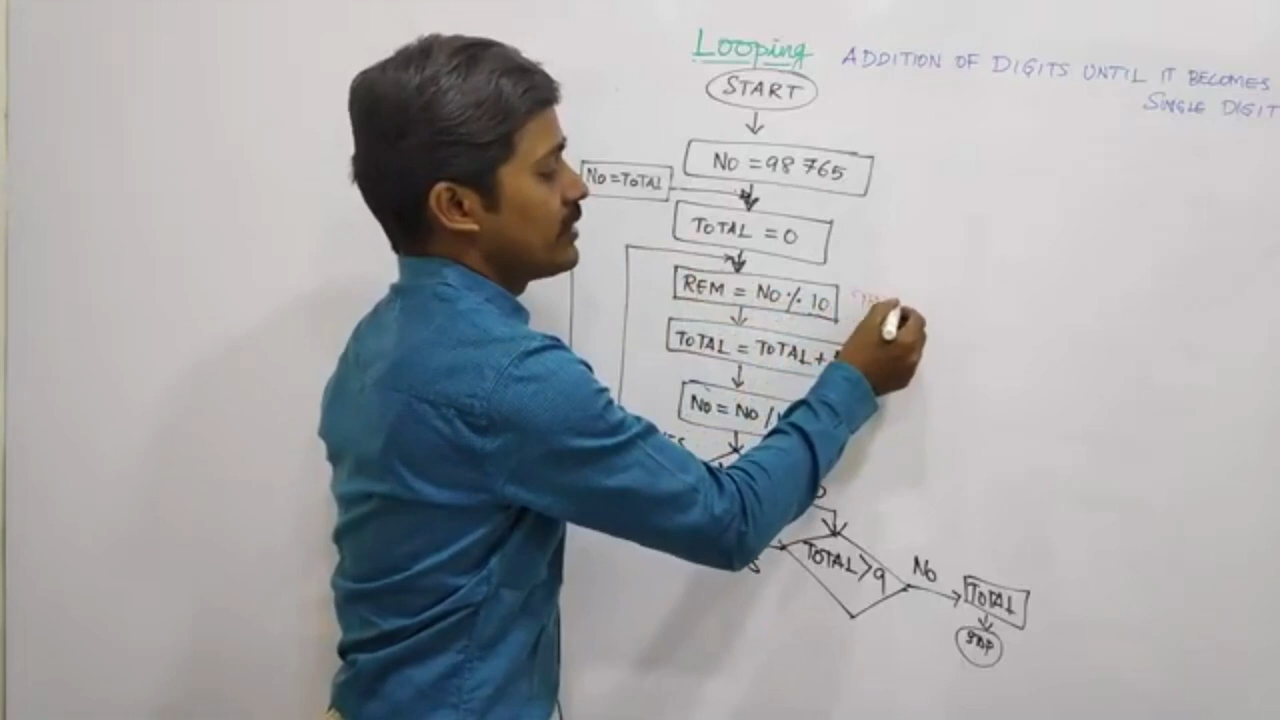 Looping
ADDITION OF DIGITS UNTIL IT BECOMES
SINGLE DIGIT
START
NO = 98765
NO = TOTAL
TOTAL = 0
REM = NO % 10
TOTAL = TOTAL +
NO = NO /
TOTAL > 9
NO
TOTAL
STOP